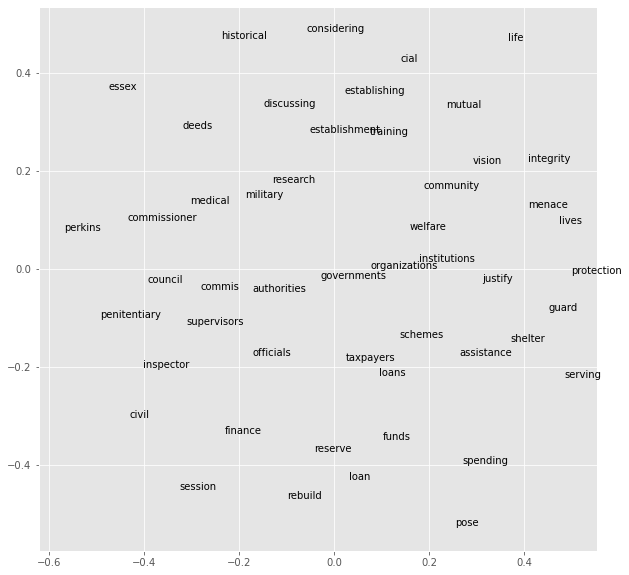 considering
historical
life
cial
0.4
essex
establishing
discussing
mutual
deeds
establishment
training
vision
integrity
0.2
research
community
military
medical
menace
commissioner
lives
perkins
welfare
institutions
organizations
0.0
protection
governments
council
justify
commis
authorities
guard
penitentiary
supervisors
schemes
shelter
officials
assistance
taxpayers
−0.2
inspector
loans
serving
civil
finance
funds
reserve
spending
−0.4
loan
session
rebuild
pose
−0.6 −0.4 −0.2 0.0 0.2 0.4